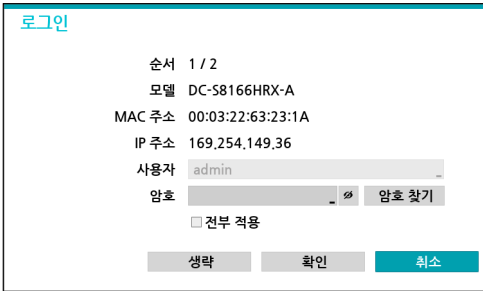 로그인
순서 1 / 2
모델 DC-S8166HRX-A
MAC 주소 00:03:22:63:23:1A
IP 주소 169.254.149.36
사용자 admin
암호 암호 찾기
전부 적용
생략 확인 취소